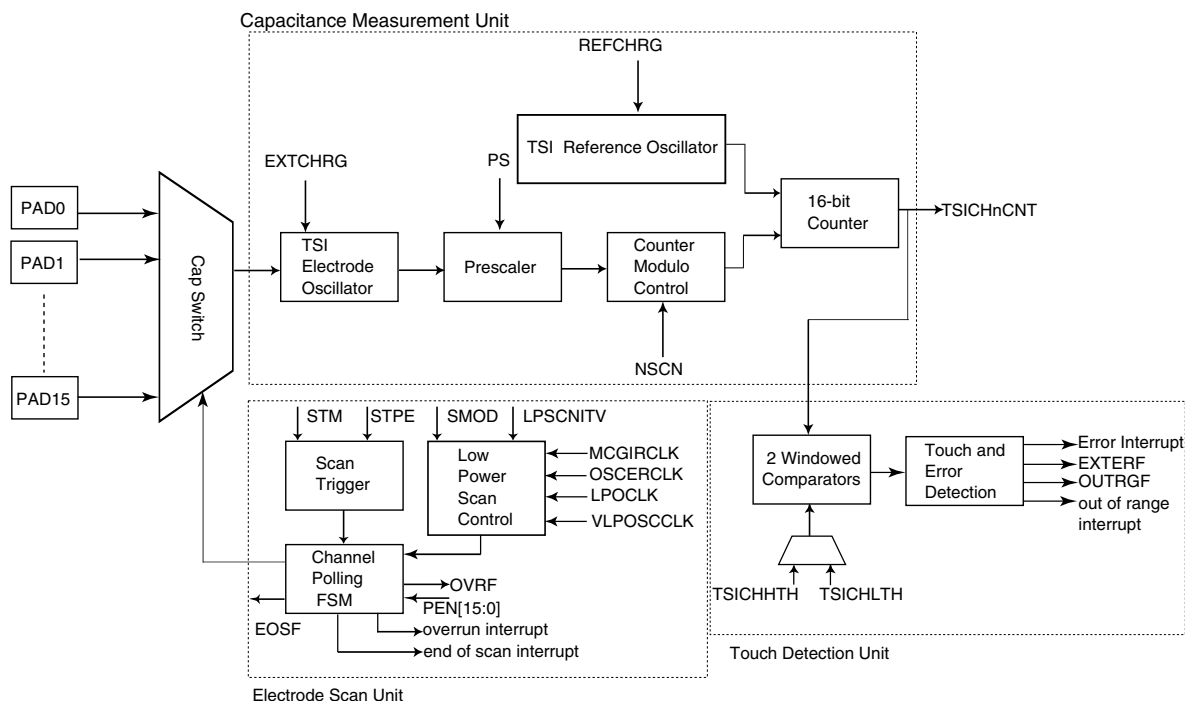 Capacitance Measurement Unit
REFCHRG
TSI Reference Oscillator
EXTCHRG
PS
PAD0
PAD1
PAD15
Cap Switch
TSI
Electrode
Oscillator
Prescaler
Counter
Modulo
Control
NSCN
16-bit
Counter
TSICHnCNT
STM
STPE
SMOD
LPSCNITV
Scan
Trigger
Low
Power
Scan
Control
MCGIRCLK
OSCERCLK
LPOCLK
VLPOSCCLK
Channel
Polling
FSM
OVRF
PEN[15:0]
EOSF
overrun interrupt
end of scan interrupt
Electrode Scan Unit
2 Windowed
Comparators
Touch and
Error
Detection
Error Interrupt
EXTERF
OUTRGF
out of range
interrupt
TSICHHTH
TSICHLTH
Touch Detection Unit